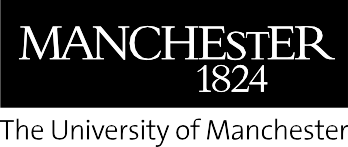 MANCHEsTER
1824
The University of Manchester